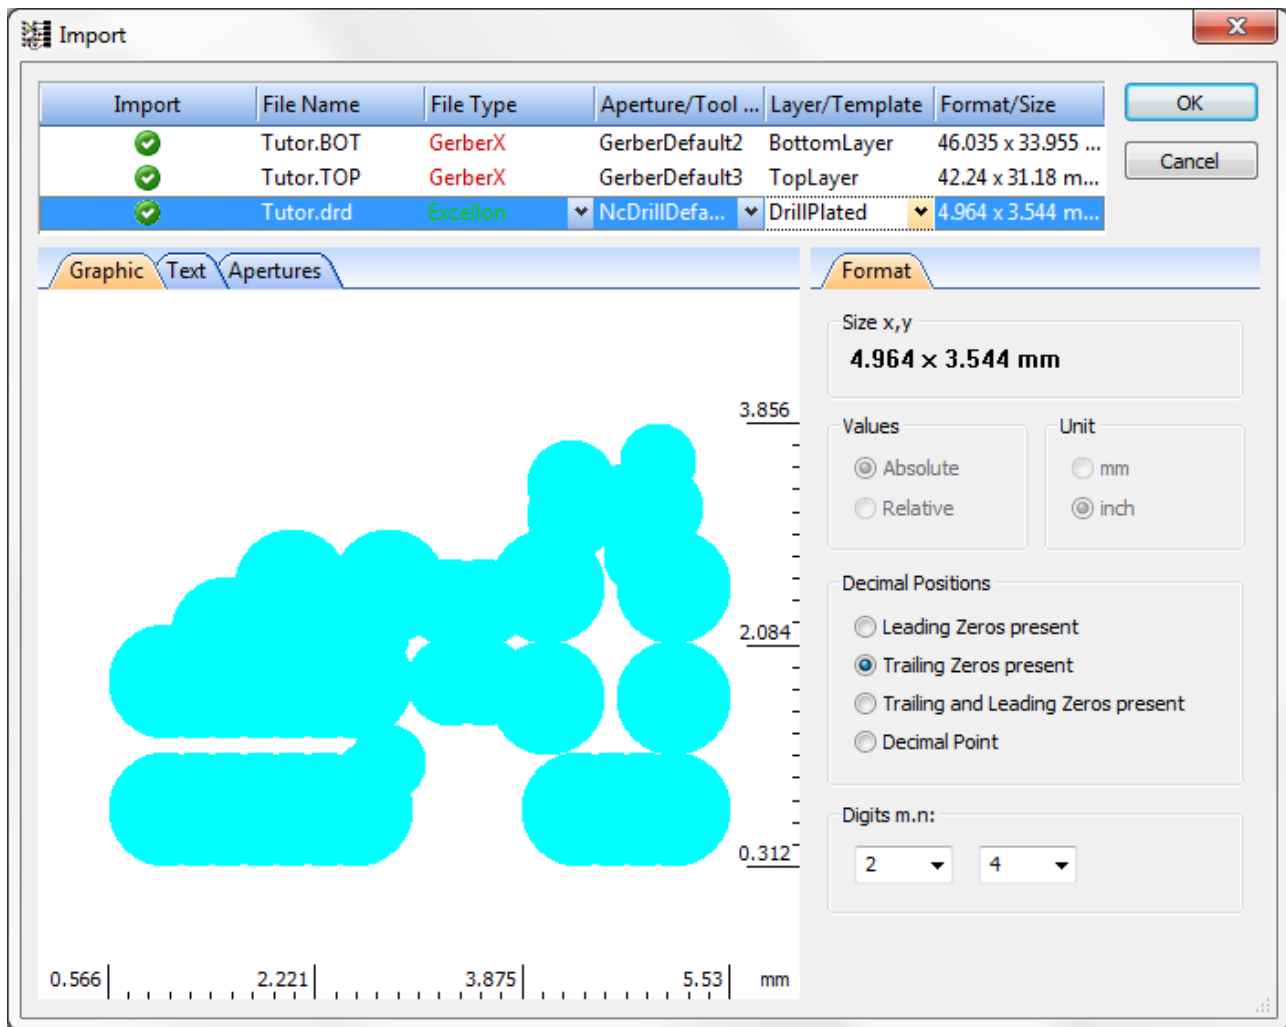 Import
Import File Name File Type Aperture/Tool ... Layer/Template Format/Size
Tutor.BOT GerberX GerberDefault2 BottomLayer 46.035 x 33.955 ...
Tutor.TOP GerberX GerberDefault3 TopLayer 42.24 x 31.18 m...
Tutor.drd Excellon NcDrillDefa... DrillPlated 4.964 x 3.544 m...
OK
Cancel
Graphic Text Apertures
3.856
2.084
0.312
0.566 2.221 3.875 5.53 mm
Format
Size x,y
4.964 x 3.544 mm
Values
Absolute
Relative
Unit
mm
inch
Decimal Positions
Leading Zeros present
Trailing Zeros present
Trailing and Leading Zeros present
Decimal Point
Digits m.n:
2 4